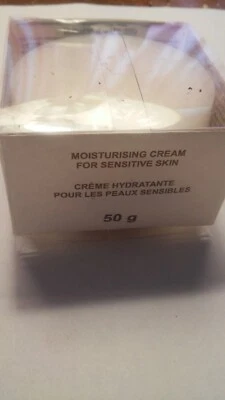 MOISTURISING CREAM
FOR SENSITIVE SKIN
CRÈME HYDRATANTE
POUR LES PEAUX SENSIBLES
50 g